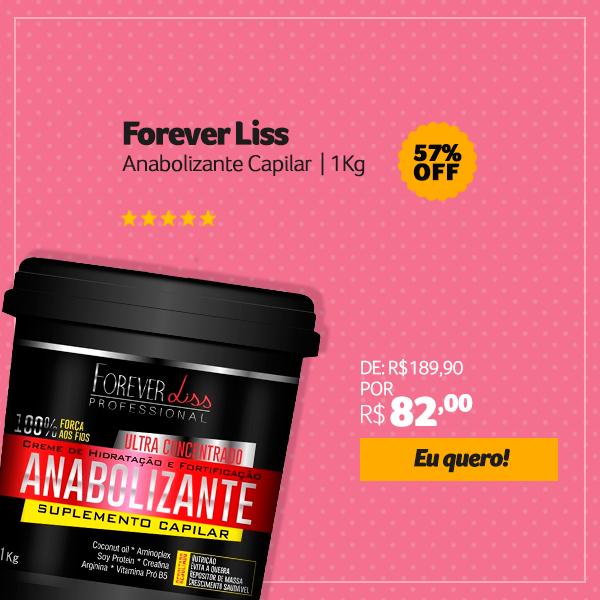 Forever Liss
Anabolizante Capilar | 1Kg
57%
OFF
DE: R$189,90
POR
R$ 82,00
Eu quero!
FOREVER Liss
PROFESSIONAL
100% FORÇA
AOS FIOS
ULTRA CONCENTRADO
CREME DE HIDRATAÇÃO E FORTIFICAÇÃO
ANABOLIZANTE
SUPLEMENTO CAPILAR
Coconut oil * Aminoplex
Soy Protein * Creatina
Arginina * Vitamina Pró B5
1Kg
NUTRIÇÃO
EVITA A QUEBRA
REPOSITOR DE MASSA
CRESCIMENTO SAUDÁVEL